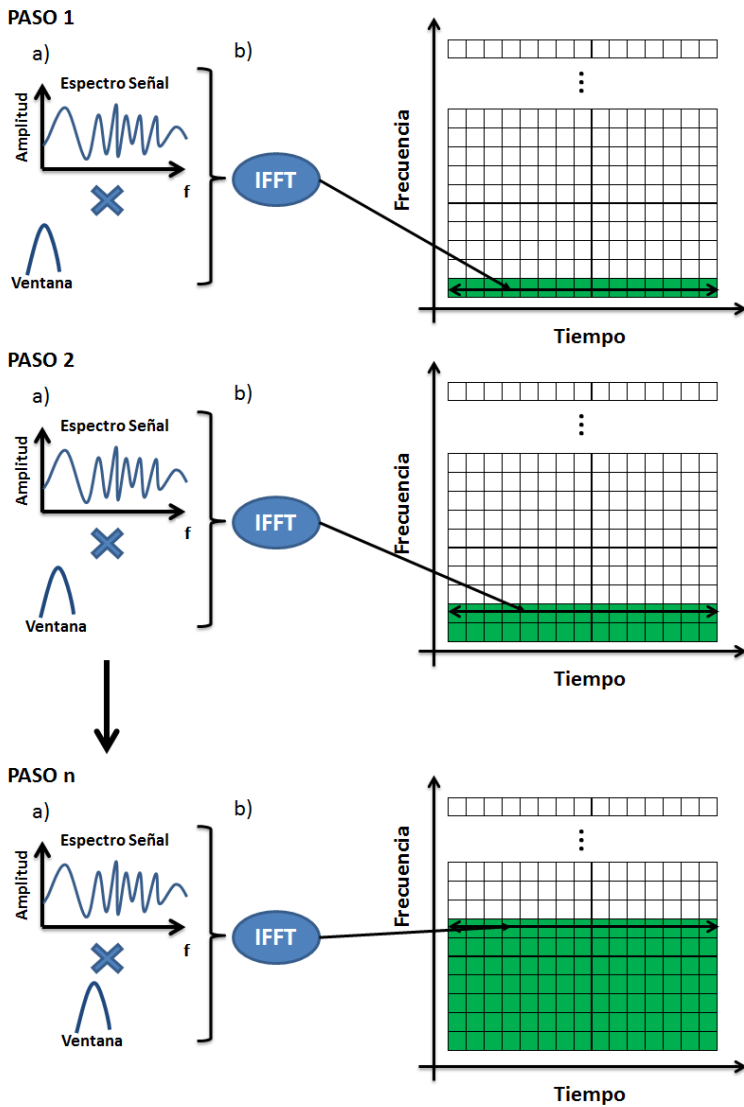 PASO 1
a)
b)
Espectro Señal
Amplitud
f
Ventana
IFFT
Frecuencia
Tiempo
PASO 2
a)
b)
Espectro Señal
Amplitud
f
Ventana
IFFT
Frecuencia
Tiempo
PASO n
a)
b)
Espectro Señal
Amplitud
f
Ventana
IFFT
Frecuencia
Tiempo